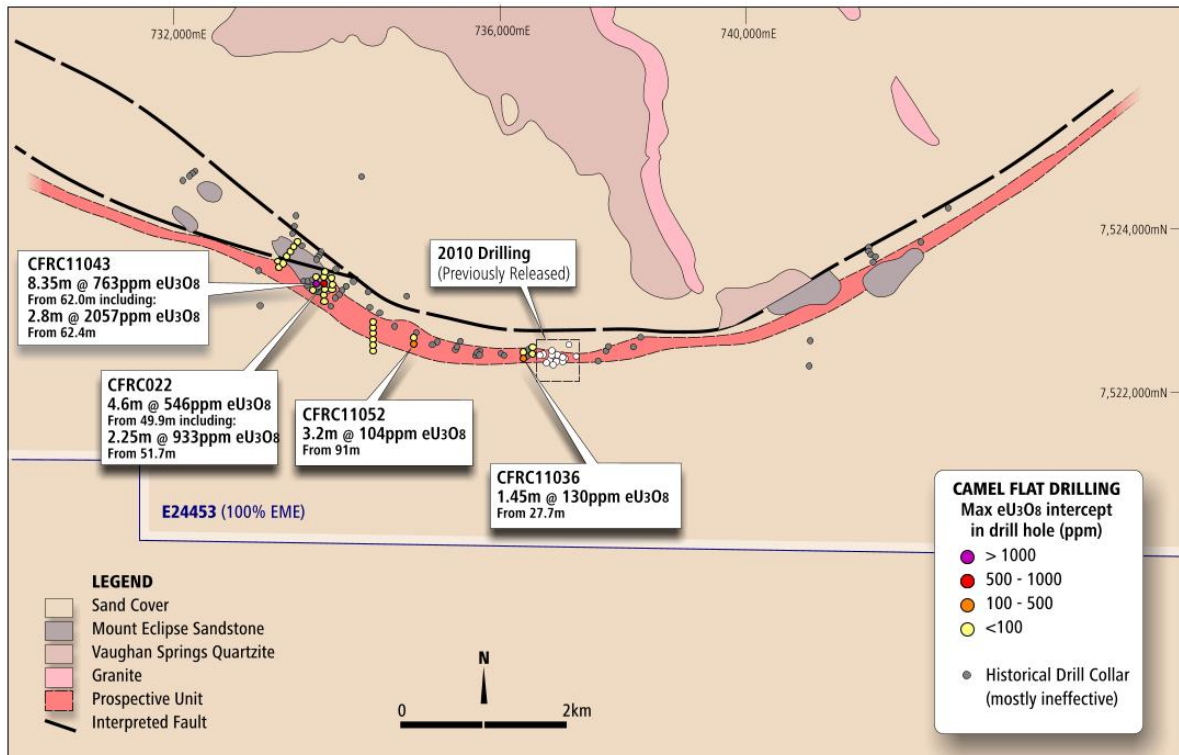 732,000mE
736,000mE
740,000mE
7,524,000mN
7,522,000mN
2010 Drilling
(Previously Released)
CFRC11043
8.35m @ 763ppm eU3O8
From 62.0m including:
2.8m @ 2057ppm eU3O8
From 62.4m
CFRC022
4.6m @ 546ppm eU3O8
From 49.9m including:
2.25m @ 933ppm eU3O8
From 51.7m
CFRC11052
3.2m @ 104ppm eU3O8
From 91m
CFRC11036
1.45m @ 130ppm eU3O8
From 27.7m
E24453 (100% EME)
LEGEND
Sand Cover
Mount Eclipse Sandstone
Vaughan Springs Quartzite
Granite
Prospective Unit
Interpreted Fault
N
0 2km
CAMEL FLAT DRILLING
Max eU3O8 intercept
in drill hole (ppm)
> 1000
500 - 1000
100 - 500
<100
Historical Drill Collar
(mostly ineffective)